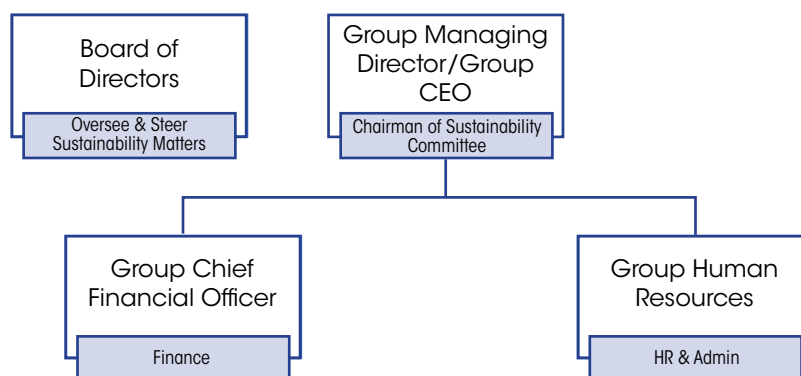 Board of
Directors
Oversee & Steer
Sustainability Matters
Group Managing
Director/Group
CEO
Chairman of Sustainability
Committee
Group Chief
Financial Officer
Finance
Group Human
Resources
HR & Admin